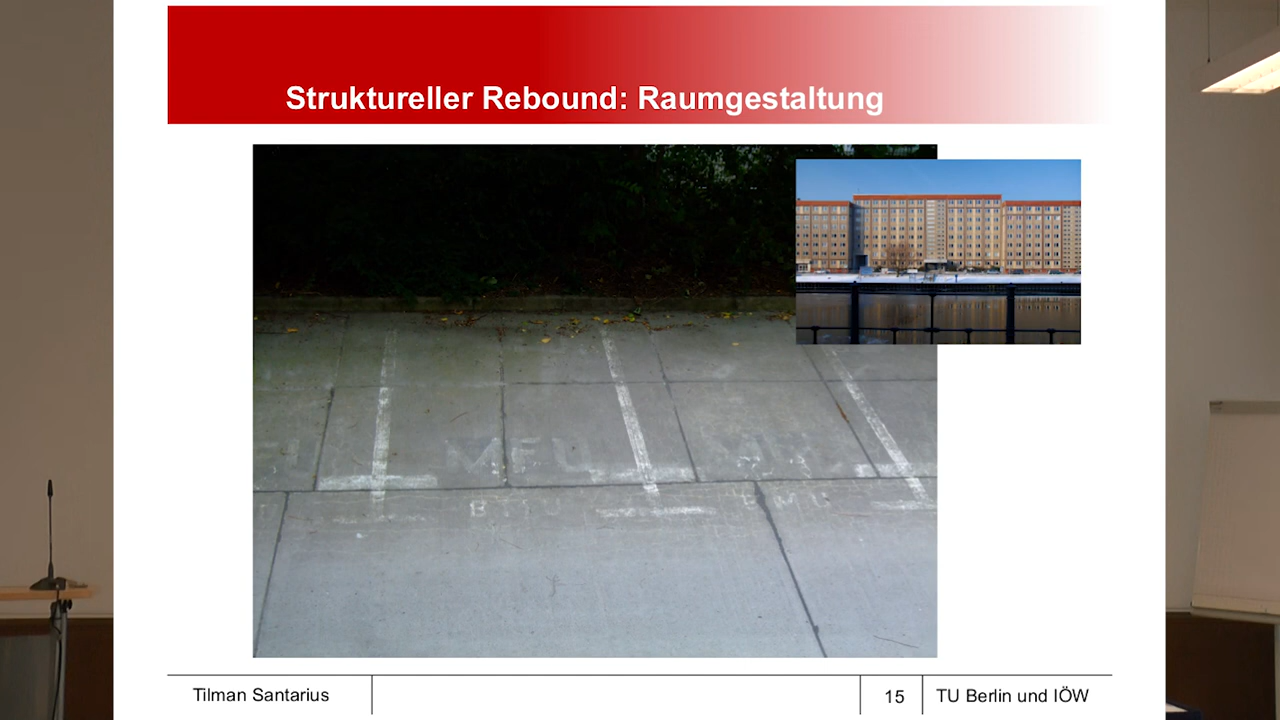 Struktureller Rebound: Raumgestaltung
Tilman Santarius
15
TU Berlin und IÖW